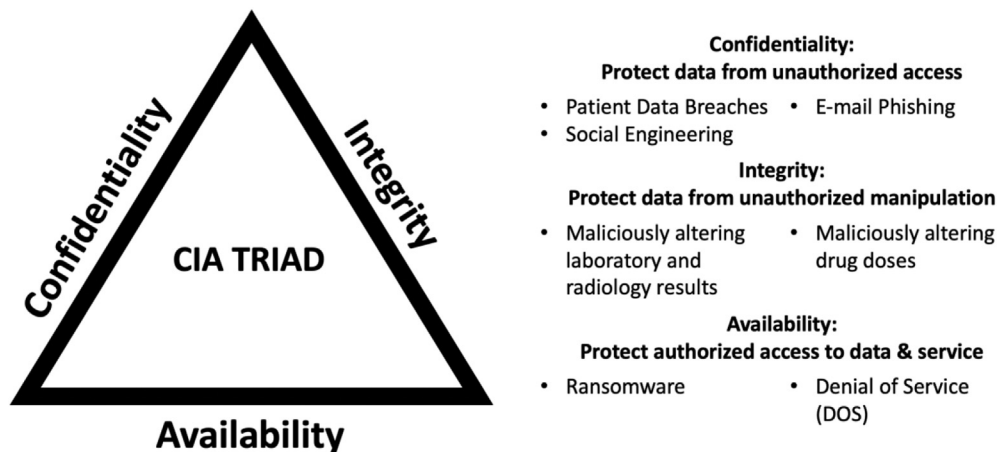 Confidentiality
Integrity
CIA TRIAD
Availability
Confidentiality:
Protect data from unauthorized access
• Patient Data Breaches
• Social Engineering
• E-mail Phishing
Integrity:
Protect data from unauthorized manipulation
• Maliciously altering
laboratory and
radiology results
• Maliciously altering
drug doses
Availability:
Protect authorized access to data & service
• Ransomware
• Denial of Service
(DOS)